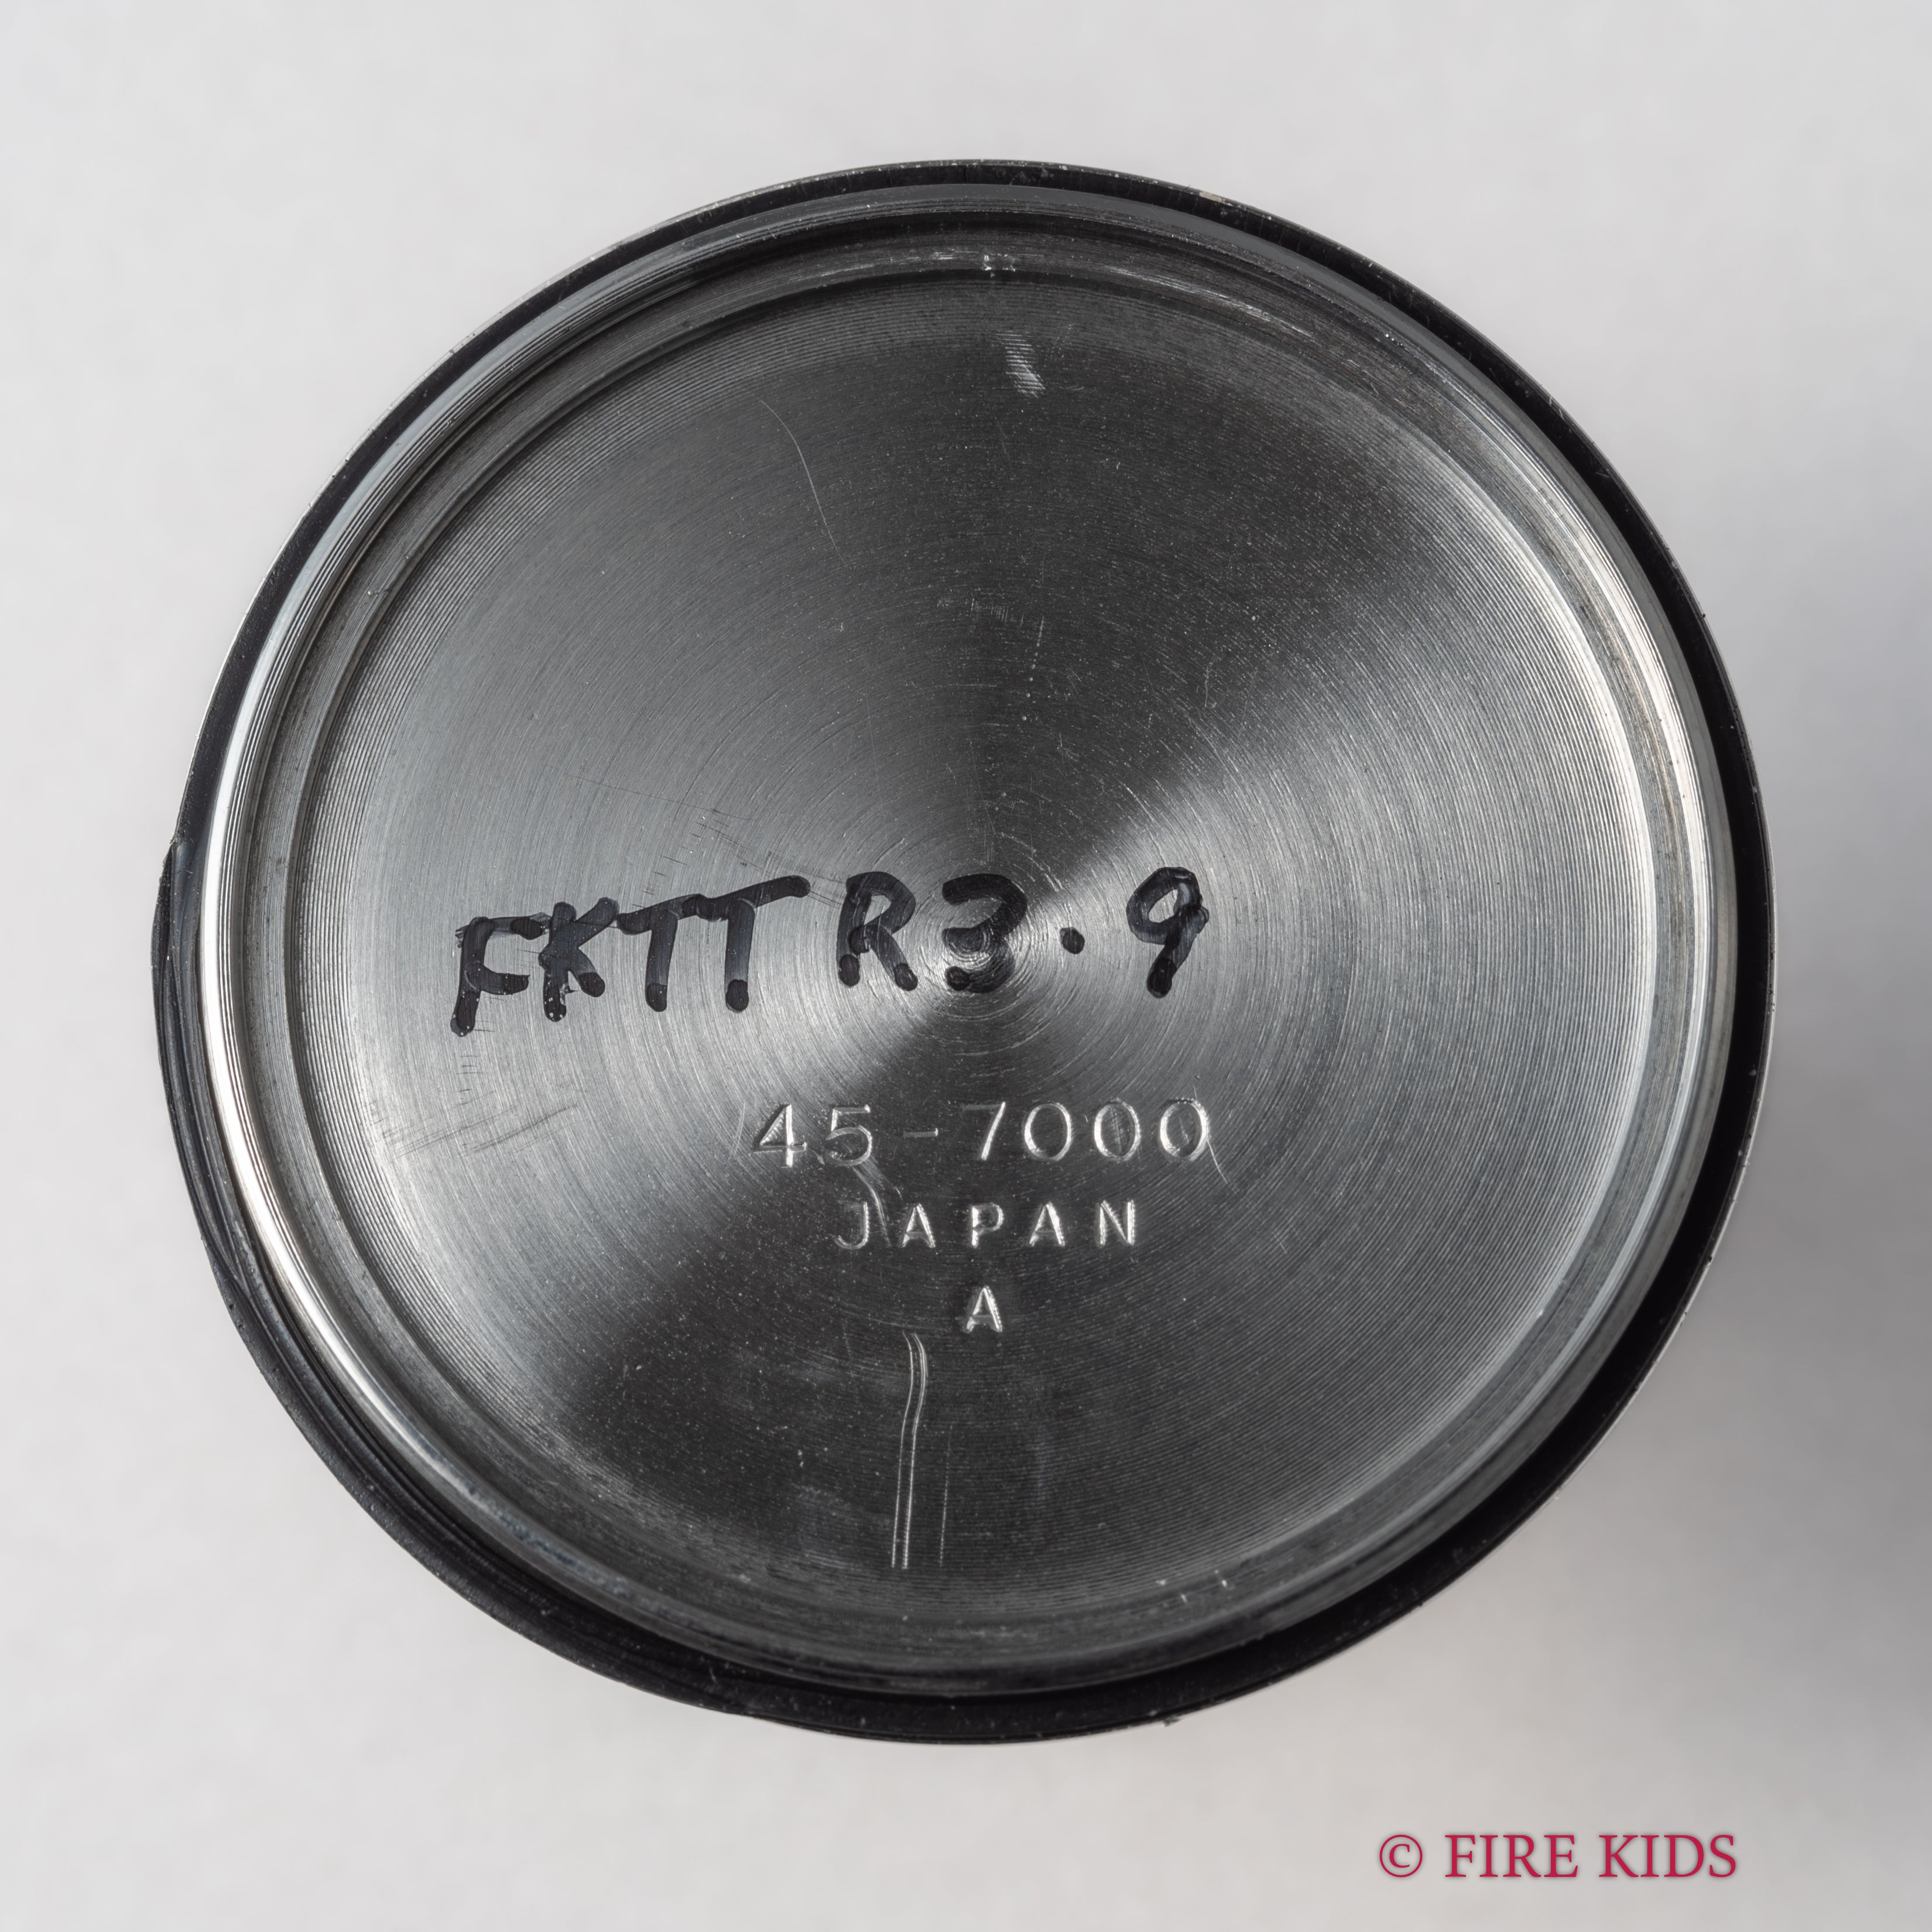 FKTT R3.9
45-7000
JAPAN
A
© FIRE KIDS